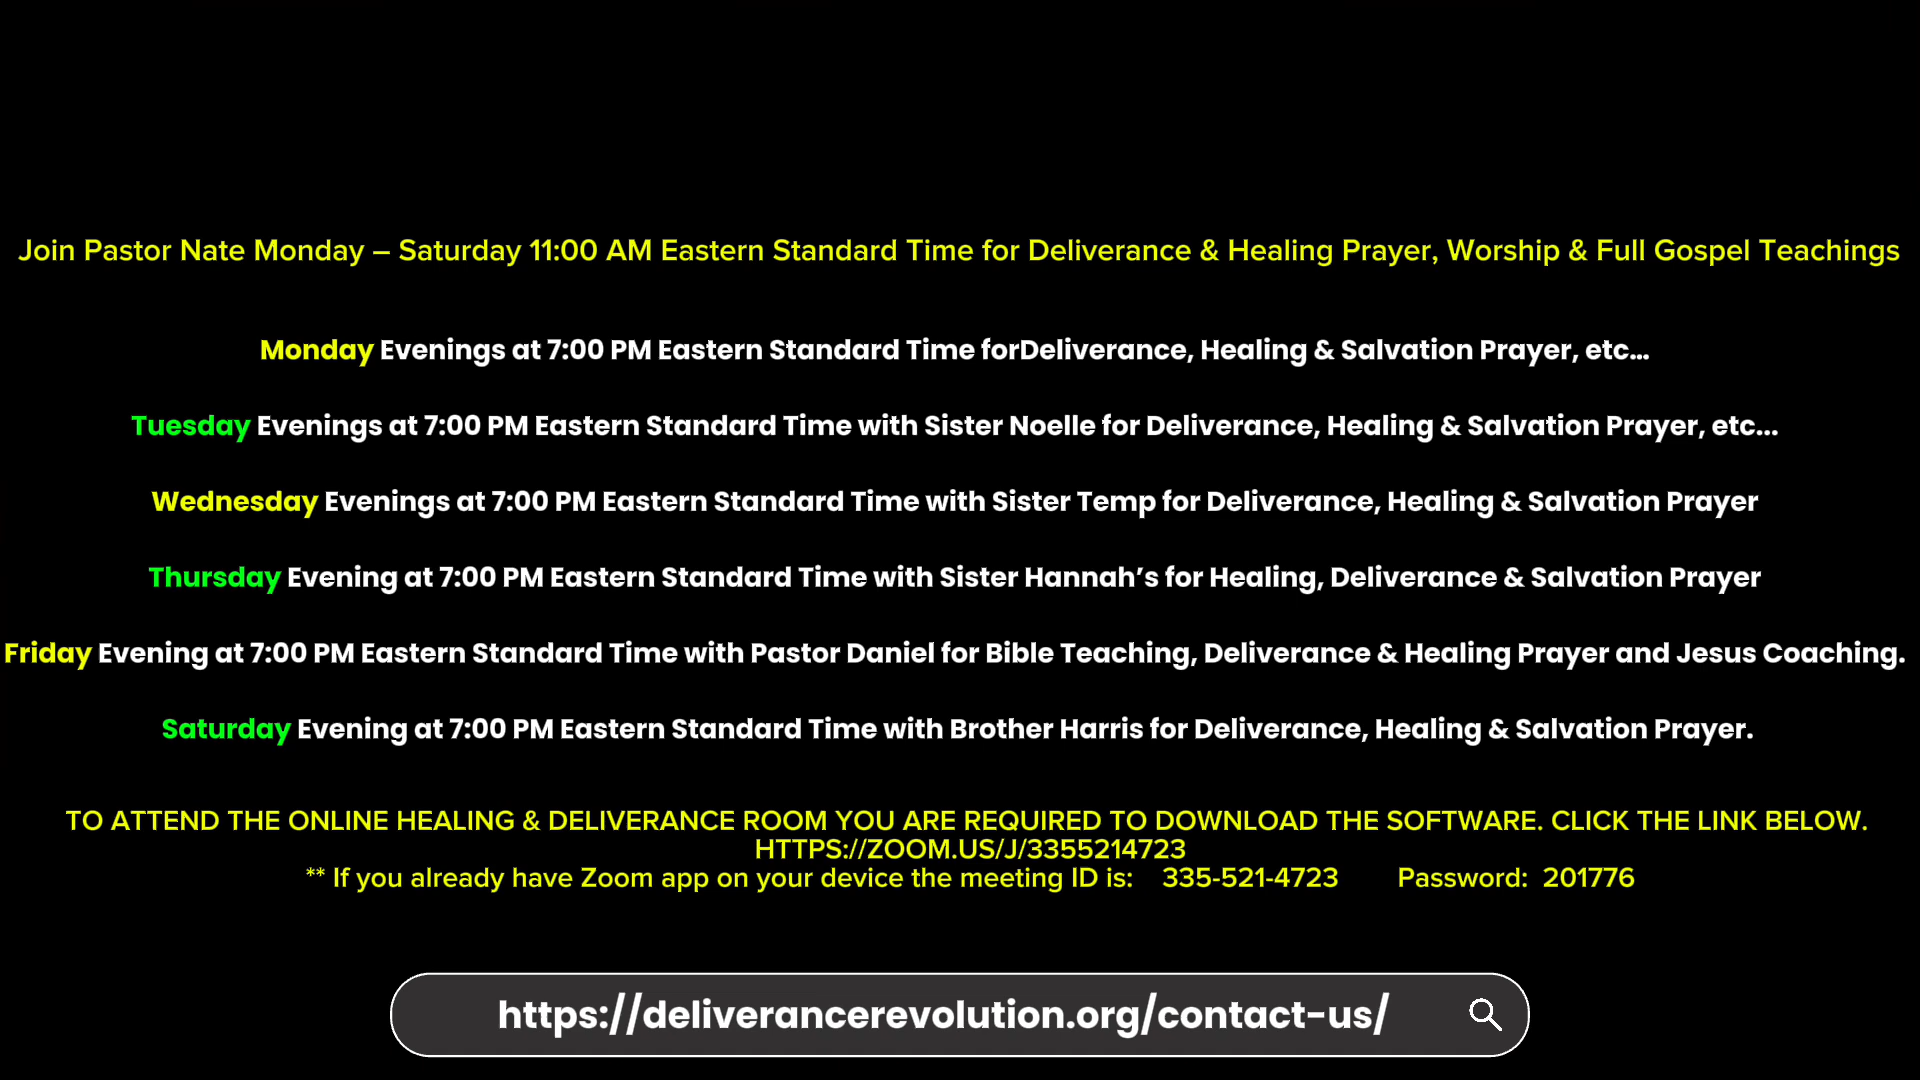 Join Pastor Nate Monday – Saturday 11:00 AM Eastern Standard Time for Deliverance & Healing Prayer, Worship & Full Gospel Teachings
Monday Evenings at 7:00 PM Eastern Standard Time forDeliverance, Healing & Salvation Prayer, etc...
Tuesday Evenings at 7:00 PM Eastern Standard Time with Sister Noelle for Deliverance, Healing & Salvation Prayer, etc...
Wednesday Evenings at 7:00 PM Eastern Standard Time with Sister Temp for Deliverance, Healing & Salvation Prayer
Thursday Evening at 7:00 PM Eastern Standard Time with Sister Hannah’s for Healing, Deliverance & Salvation Prayer
Friday Evening at 7:00 PM Eastern Standard Time with Pastor Daniel for Bible Teaching, Deliverance & Healing Prayer and Jesus Coaching.
Saturday Evening at 7:00 PM Eastern Standard Time with Brother Harris for Deliverance, Healing & Salvation Prayer.
TO ATTEND THE ONLINE HEALING & DELIVERANCE ROOM YOU ARE REQUIRED TO DOWNLOAD THE SOFTWARE. CLICK THE LINK BELOW.
HTTPS://ZOOM.US/J/3355214723
** If you already have Zoom app on your device the meeting ID is: 335-521-4723 Password: 201776
https://deliverancerevolution.org/contact-us/